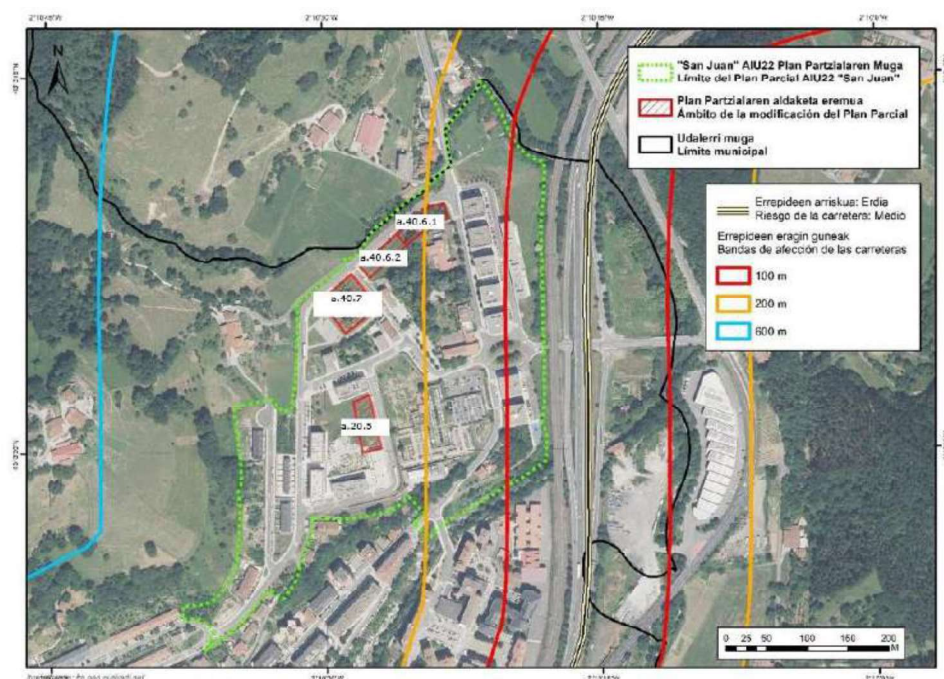 N
"San Juan" AIU22 Plan Partzialaren Muga
Límite del Plan Parcial AIU22 "San Juan"
Plan Partzialaren aldaketa eremua
Ámbito de la modificación del Plan Parcial
Udalerri muga
Límite municipal
Errepideen arriskua: Erdia
Riesgo de la carretera: Medio
Errepideen eragin guneak
Bandas de afección de las carreteras
100 m
200 m
600 m
a.40.6.1
a.40.6.2
a.40.7
a.20.5
0 25 50 100 150 200
M